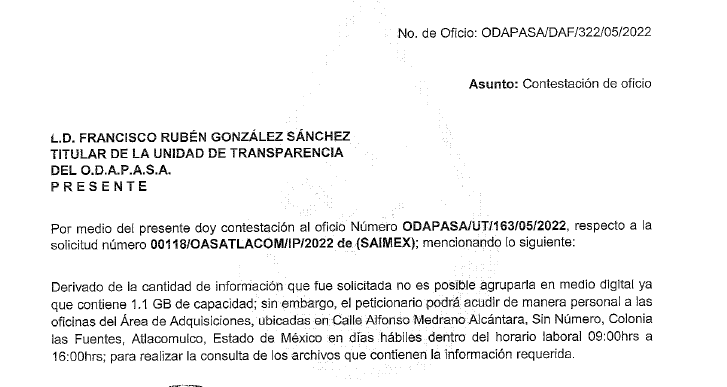 No. de Oficio: ODAPASA/DAF/322/05/2022
Asunto: Contestación de oficio
L.D. FRANCISCO RUBÉN GONZÁLEZ SÁNCHEZ
TITULAR DE LA UNIDAD DE TRANSPARENCIA
DEL O.D.A.P.A.S.A.
P R E S E N T E
Por medio del presente doy contestación al oficio Número ODAPASA/UT/163/05/2022, respecto a la
solicitud número 00118/OASATLACOM/IP/2022 de (SAIMEX); mencionando lo siguiente:
Derivado de la cantidad de información que fue solicitada no es posible agruparla en medio digital ya
que contiene 1.1 GB de capacidad; sin embargo, el peticionario podrá acudir de manera personal a las
oficinas del Área de Adquisiciones, ubicadas en Calle Alfonso Medrano Alcántara, Sin Número, Colonia
las Fuentes, Atlacomulco, Estado de México en días hábiles dentro del horario laboral 09:00hrs a
16:00hrs; para realizar la consulta de los archivos que contienen la información requerida.